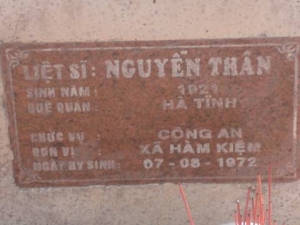 LIỆT SĨ : NGUYỄN THÂN
SINH NĂM : 1921
QUÊ QUÁN : HÀ TĨNH
CHỨC VỤ : CÔNG AN
ĐƠN VỊ : XÃ HÀM KIỆM
NGÀY HY SINH: 07-08-1972